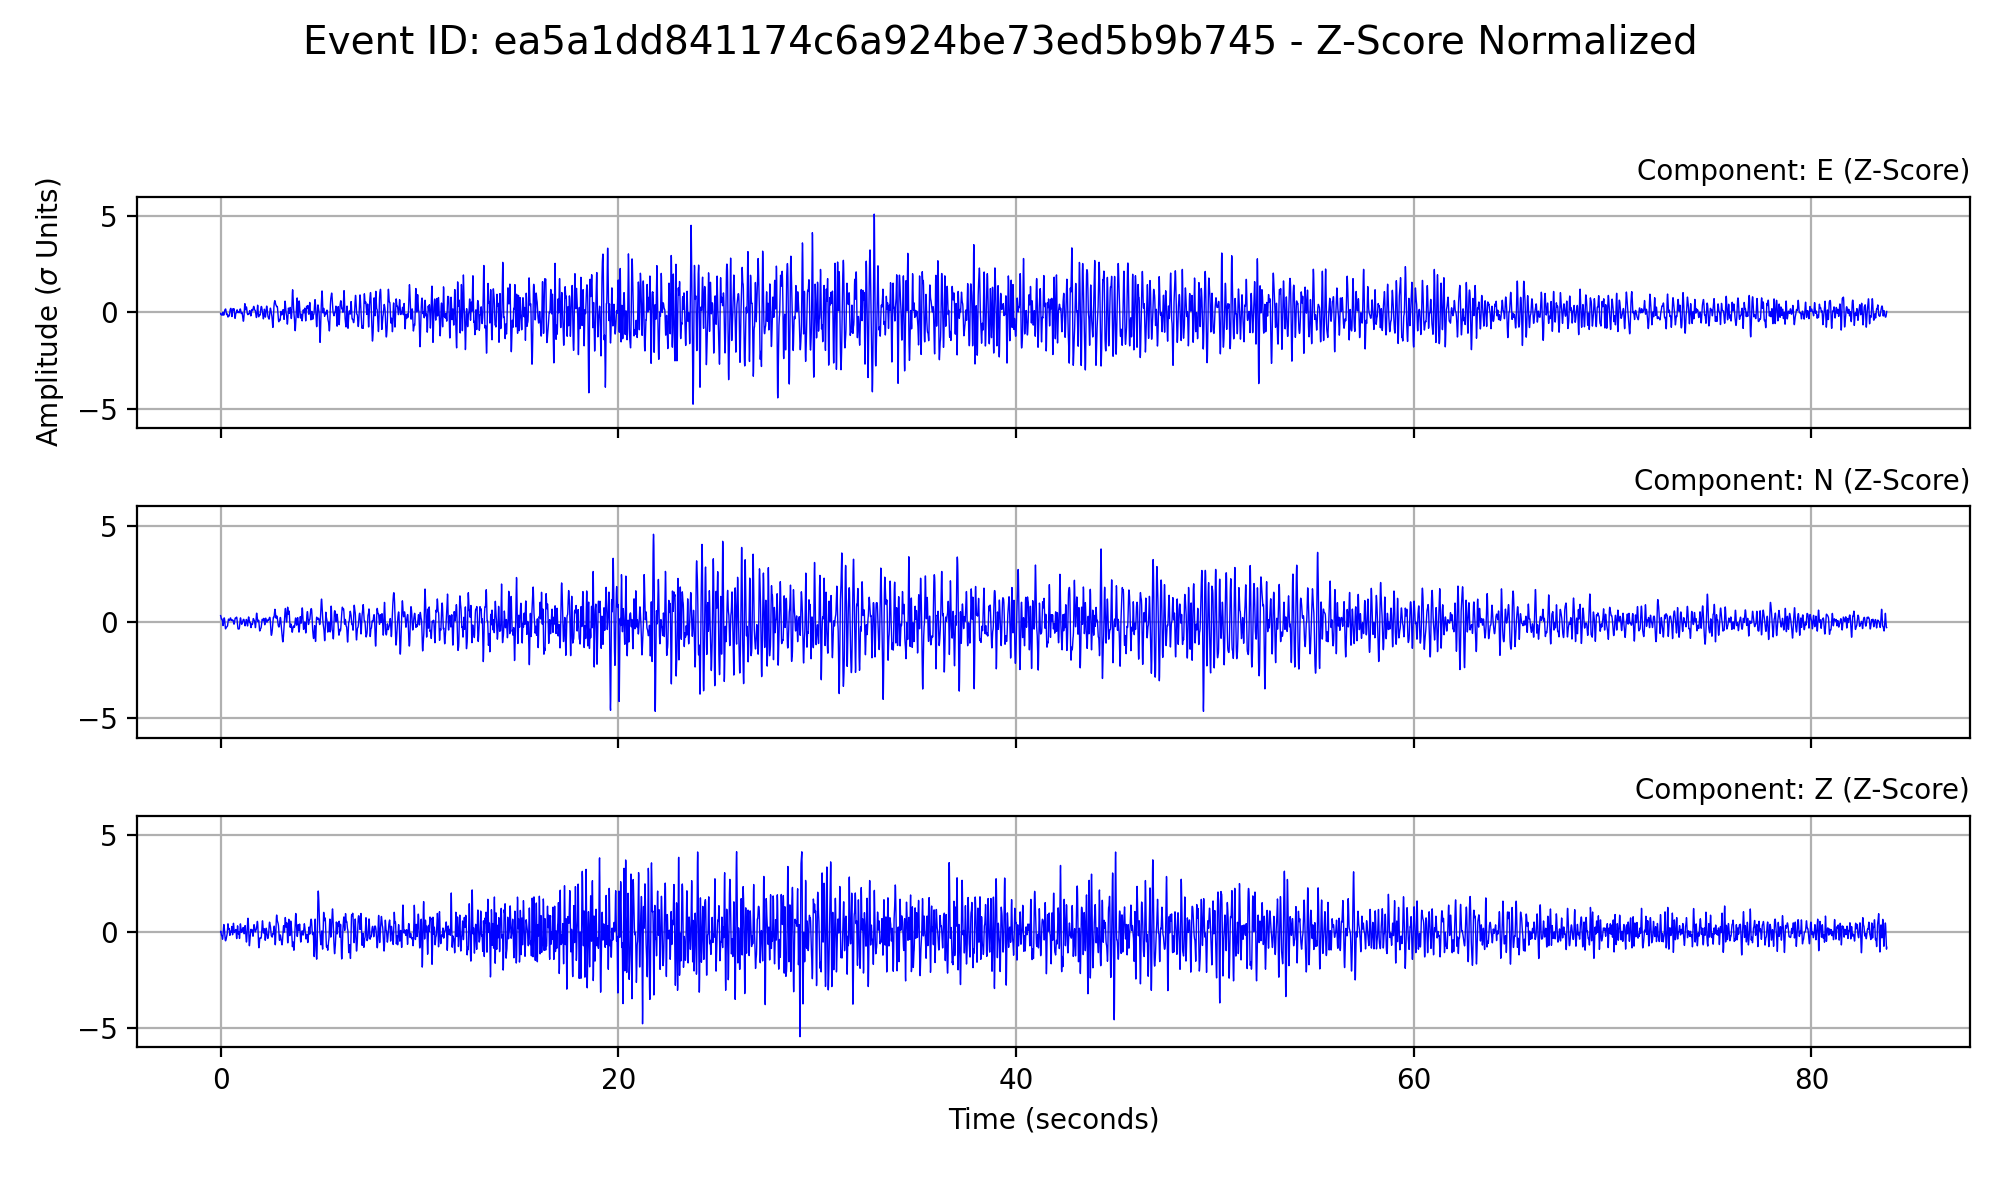 Event ID: ea5a1dd841174c6a924be73ed5b9b745 - Z-Score Normalized
Component: E (Z-Score)
Amplitude (σ Units)
5
0
−5
Component: N (Z-Score)
5
0
−5
Component: Z (Z-Score)
5
0
−5
0 20 40 60 80
Time (seconds)